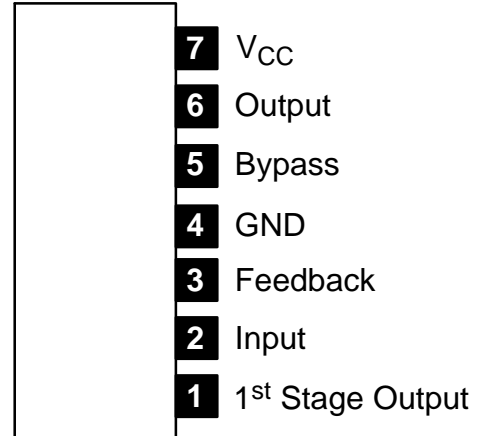 7 VCC
6 Output
5 Bypass
4 GND
3 Feedback
2 Input
1 1st Stage Output